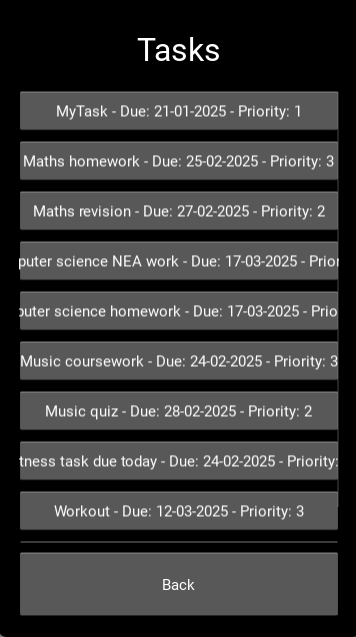 Tasks
MyTask - Due: 21-01-2025 - Priority: 1
Maths homework - Due: 25-02-2025 - Priority: 3
Maths revision - Due: 27-02-2025 - Priority: 2
puter science NEA work - Due: 17-03-2025 - Prior
puter science homework - Due: 17-03-2025 - Prio
Music coursework - Due: 24-02-2025 - Priority: 3
Music quiz - Due: 28-02-2025 - Priority: 2
tness task due today - Due: 24-02-2025 - Priority:
Workout - Due: 12-03-2025 - Priority: 3
Back